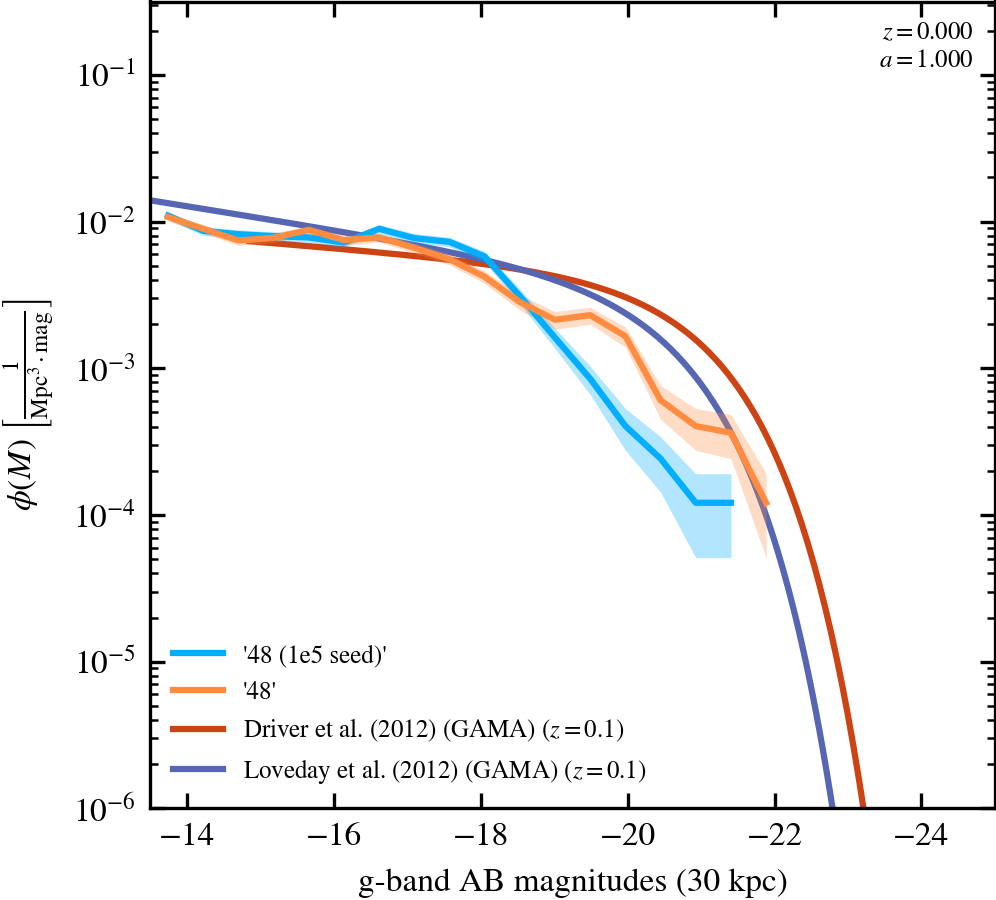 z = 0.000
a = 1.000
10⁻¹
10⁻²
10⁻³
10⁻⁴
10⁻⁵
10⁻⁶
ϕ(M) [1/(Mpc³ · mag)]
'48 (1e5 seed)'
'48'
Driver et al. (2012) (GAMA) (z = 0.1)
Loveday et al. (2012) (GAMA) (z = 0.1)
−14 −16 −18 −20 −22 −24
g-band AB magnitudes (30 kpc)